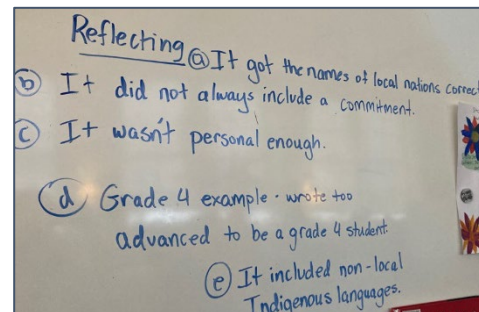 Reflecting ⓐ It got the names of local nations correct
ⓑ It did not always include a commitment.
ⓒ It wasn't personal enough.
ⓓ Grade 4 example - wrote too
advanced to be a grade 4 student.
ⓔ It included non-local
Indigenous languages.